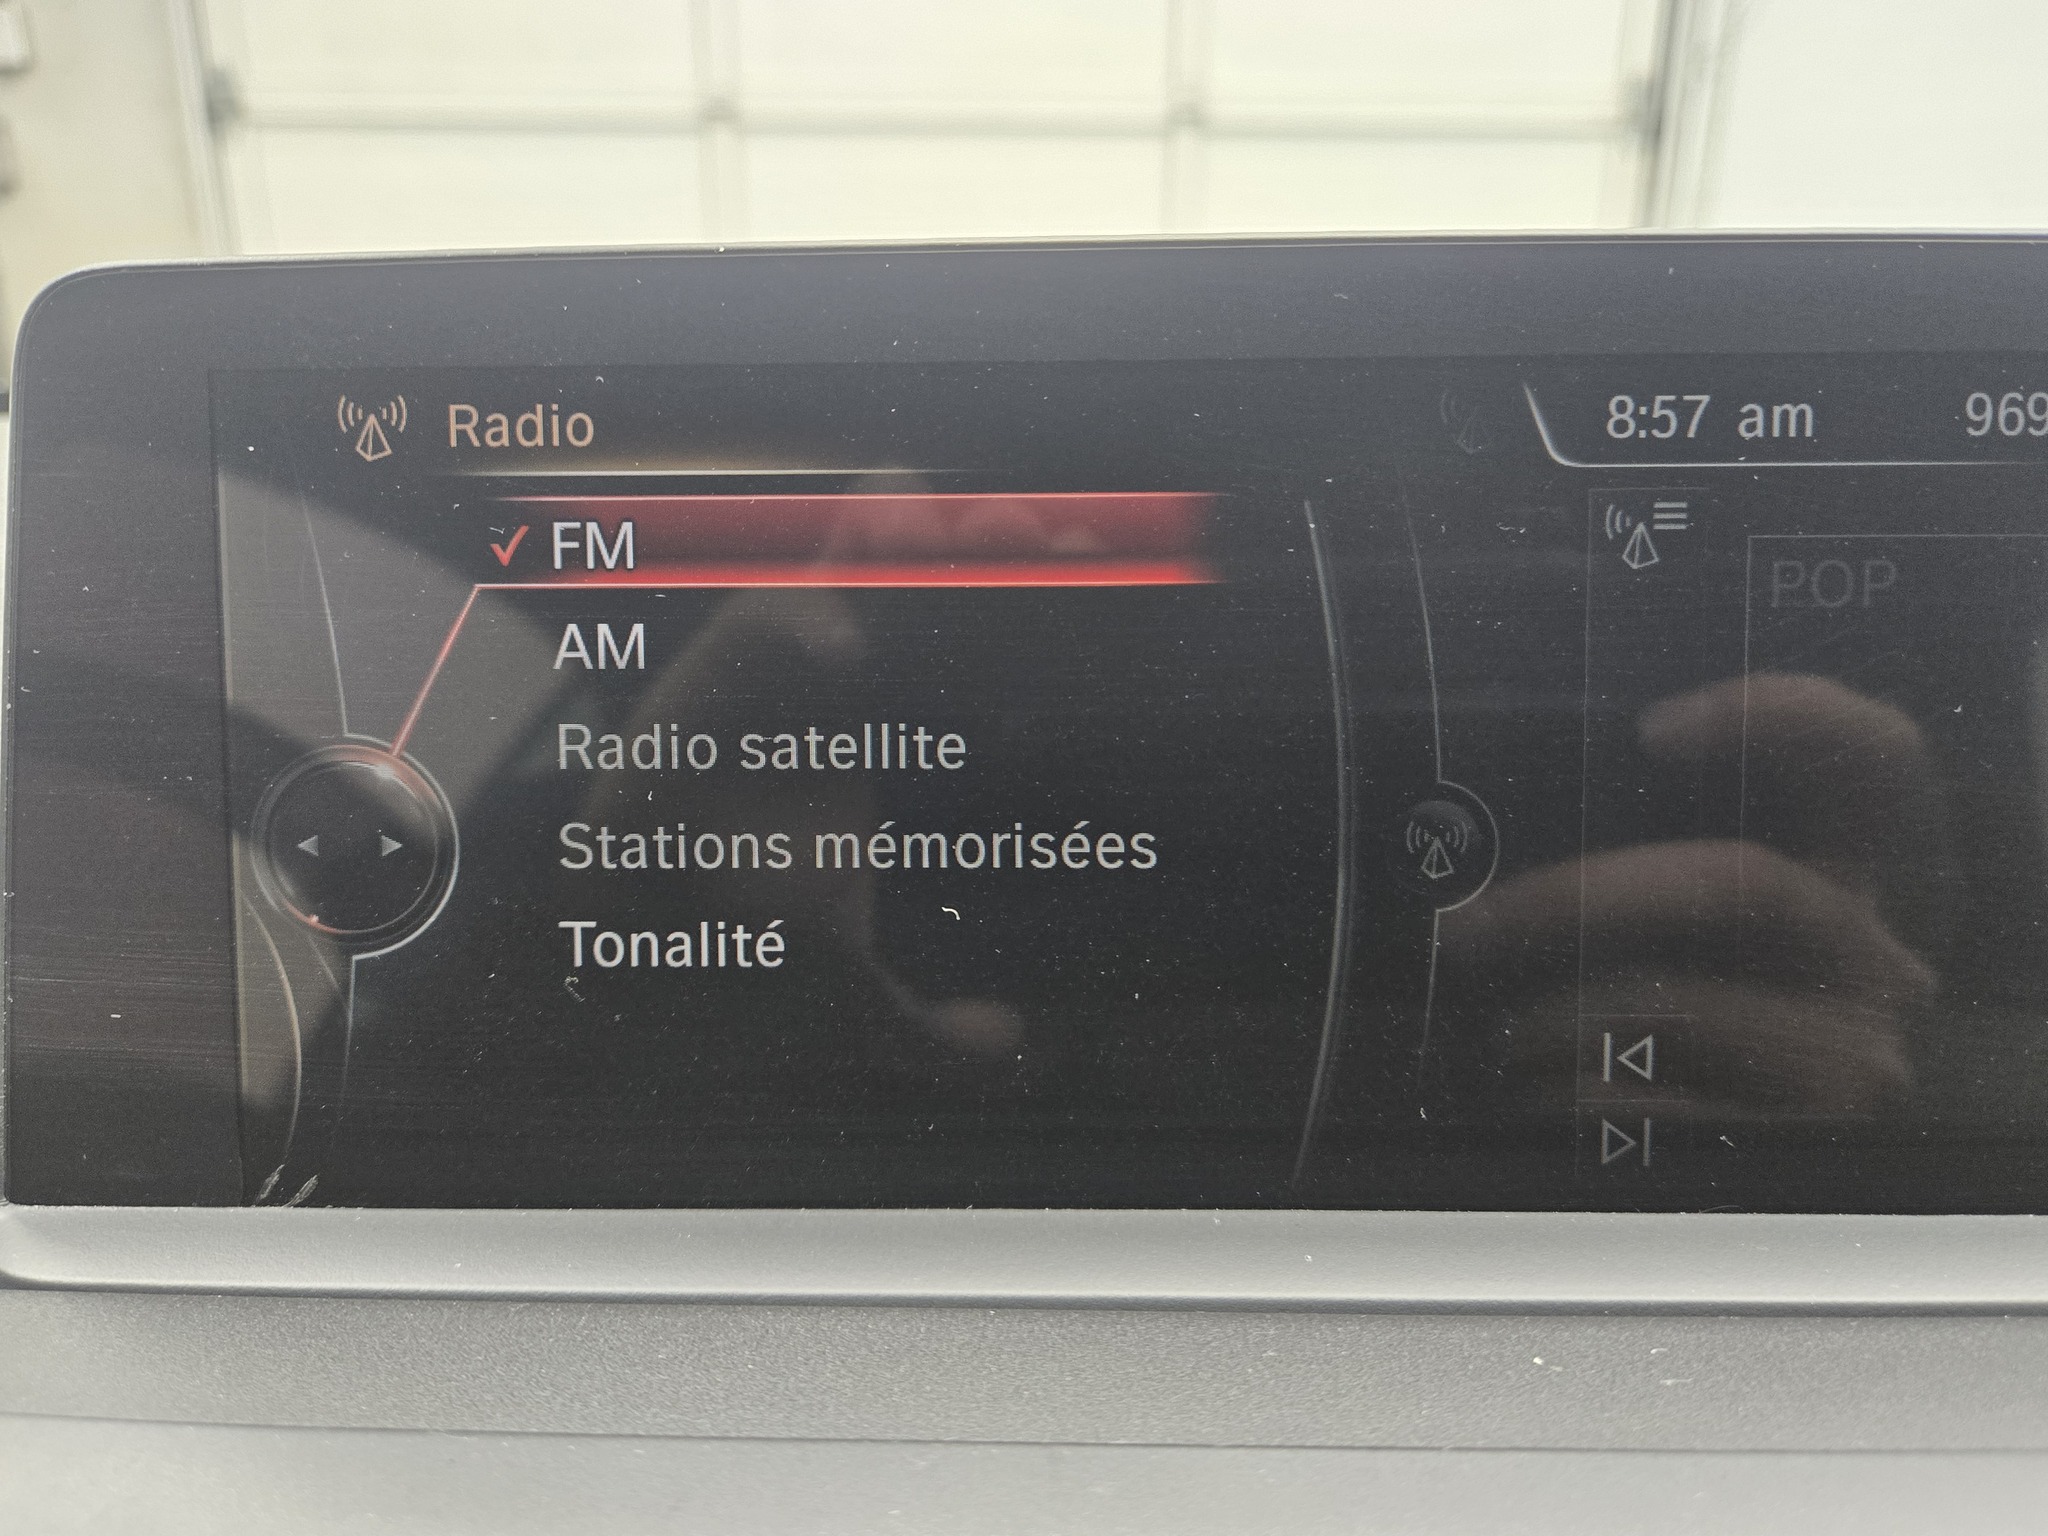 Radio
8:57 am 969
✓ FM
AM
Radio satellite
Stations mémorisées
Tonalité
POP